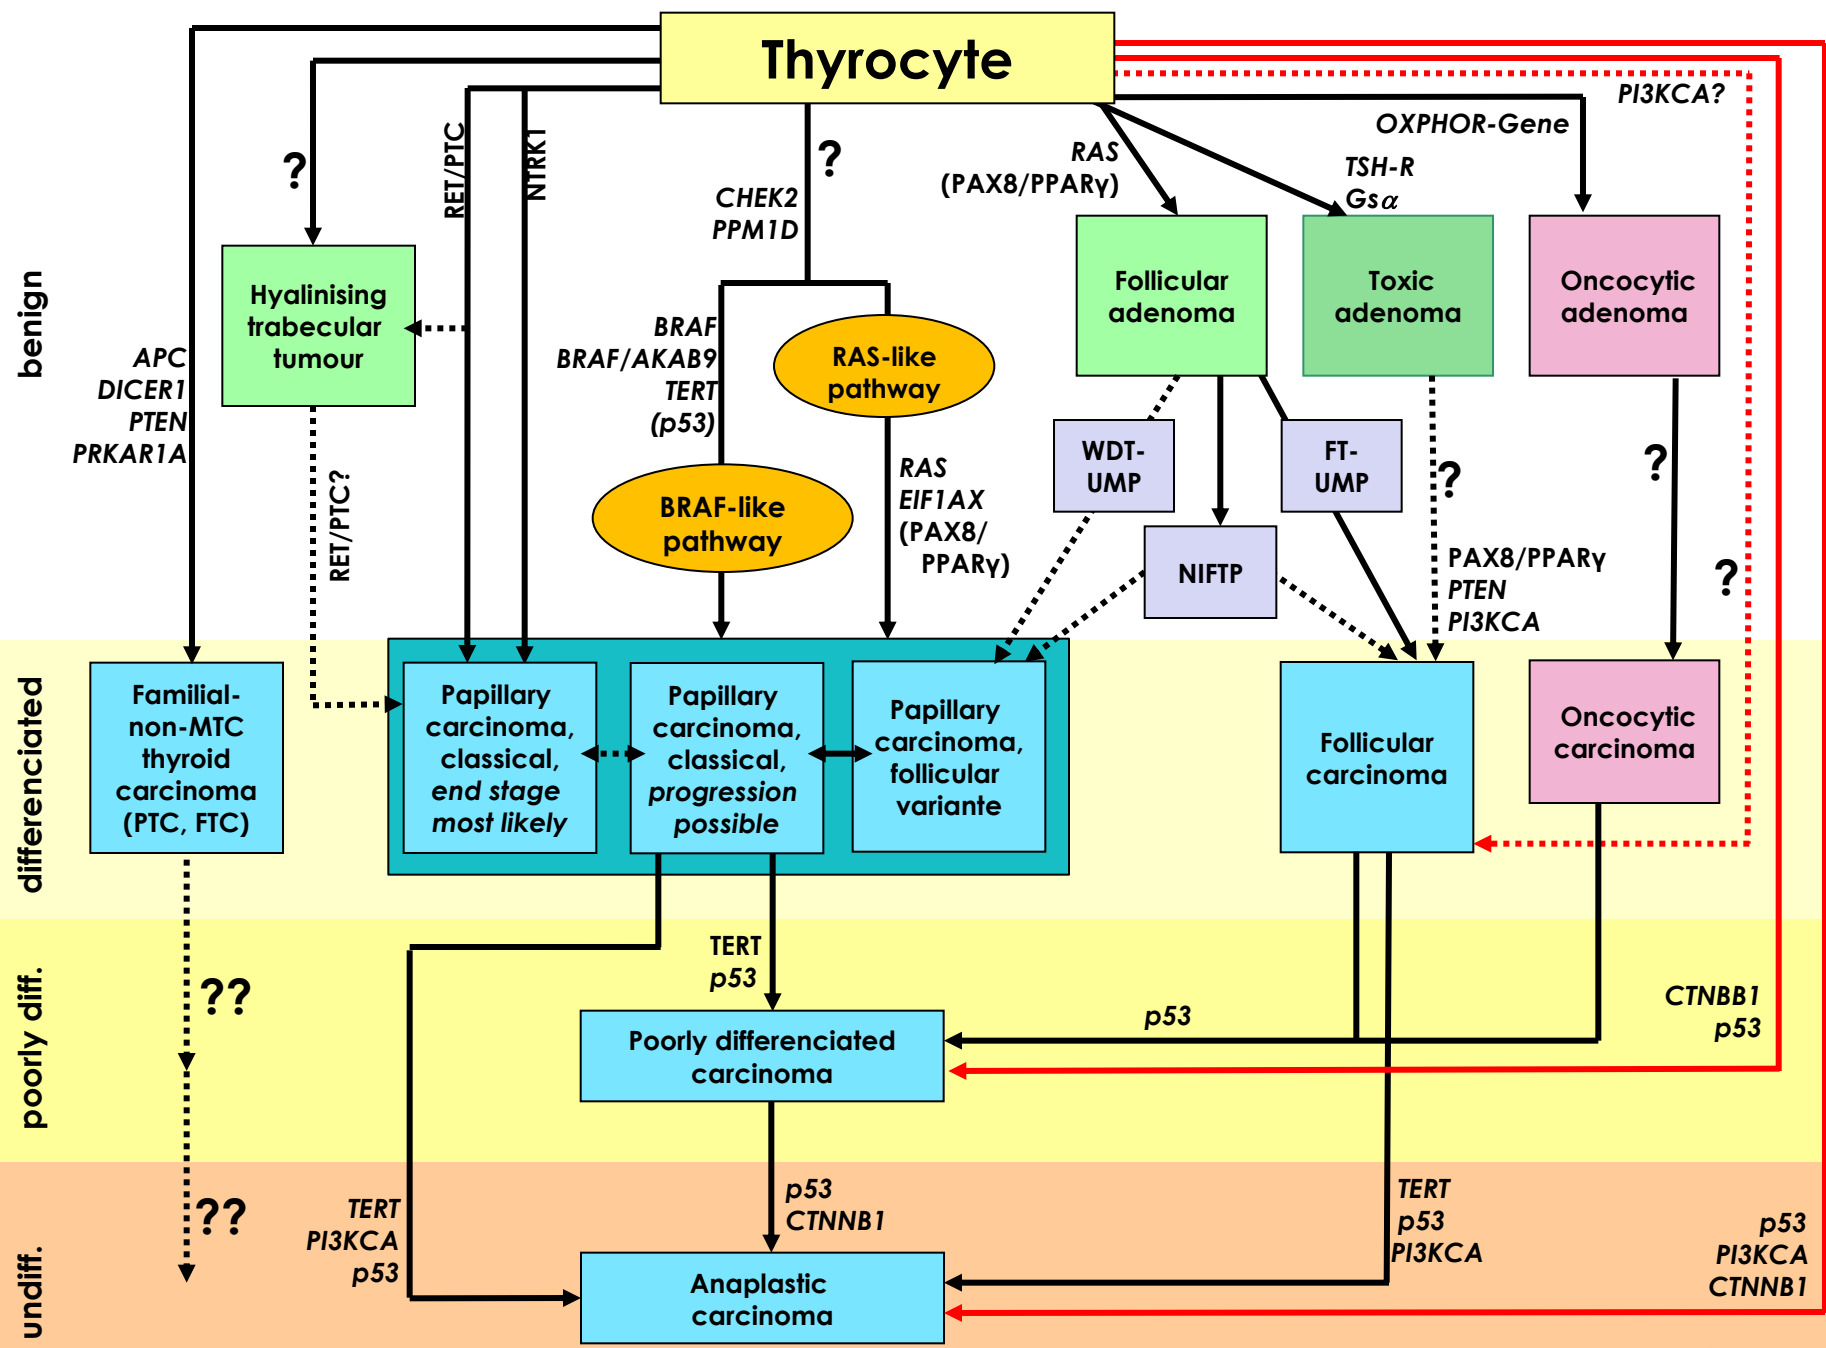 Thyrocyte
PI3KCA?
OXPHOR-Gene
RET/PTC
NTRK1
?
?
RAS
(PAX8/PPARγ)
TSH-R
Gsα
CHEK2
PPM1D
benign
Hyalinising
trabecular
tumour
Follicular
adenoma
Toxic
adenoma
Oncocytic
adenoma
APC
DICER1
PTEN
PRKAR1A
BRAF
BRAF/AKAB9
TERT
(p53)
RAS-like
pathway
RET/PTC?
BRAF-like
pathway
RAS
EIF1AX
(PAX8/
PPARγ)
WDT-
UMP
FT-
UMP
?
?
NIFTP
PAX8/PPARγ
PTEN
PI3KCA
?
differenciated
Familial-
non-MTC
thyroid
carcinoma
(PTC, FTC)
Papillary
carcinoma,
classical,
end stage
most likely
Papillary
carcinoma,
classical,
progression
possible
Papillary
carcinoma,
follicular
variante
Follicular
carcinoma
Oncocytic
carcinoma
poorly diff.
??
TERT
p53
p53
CTNBB1
p53
Poorly differenciated
carcinoma
undiff.
??
TERT
PI3KCA
p53
p53
CTNNB1
TERT
p53
PI3KCA
p53
PI3KCA
CTNNB1
Anaplastic
carcinoma